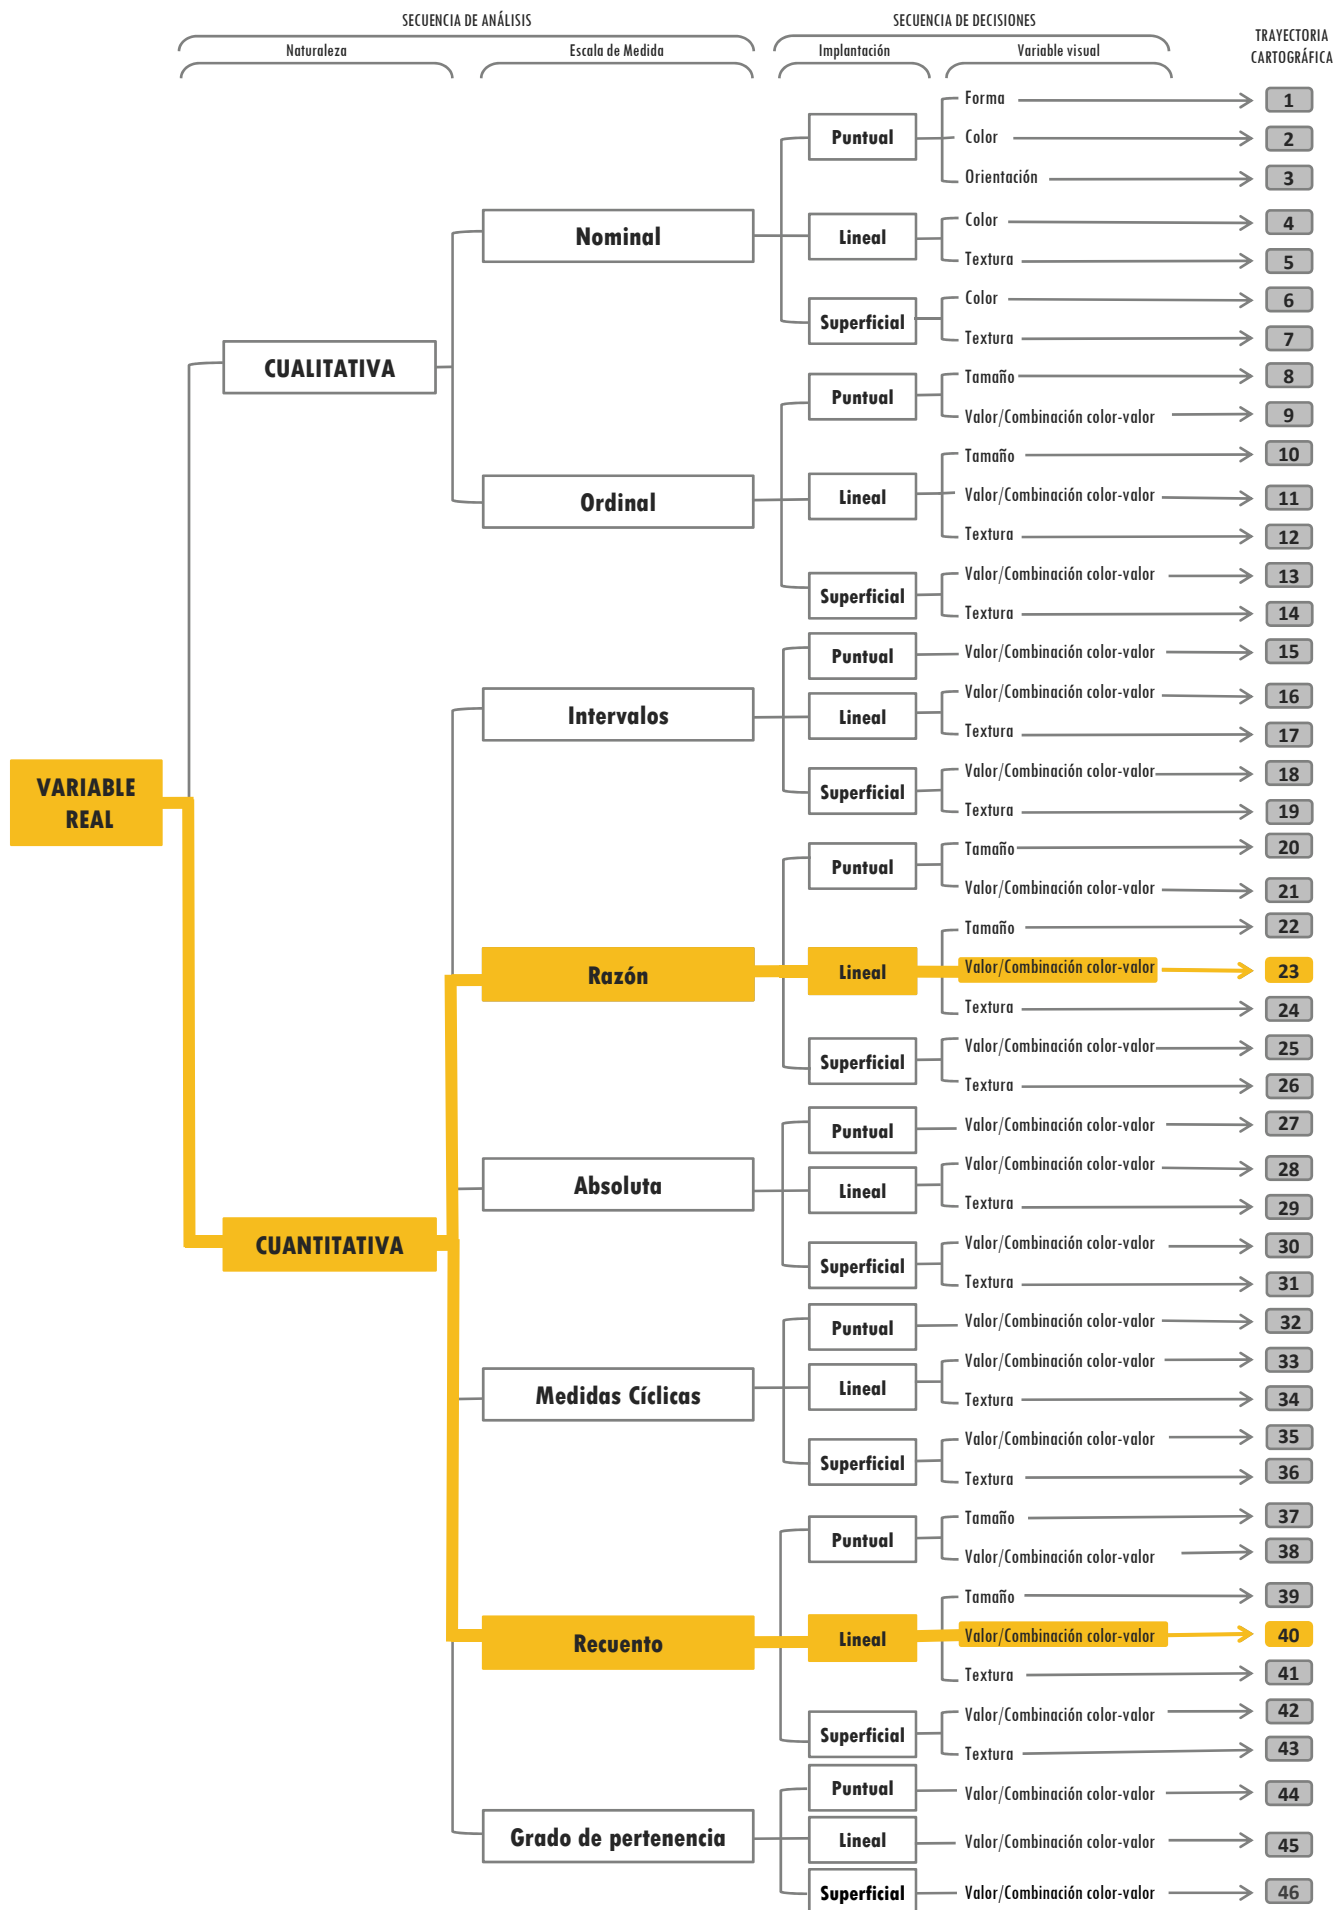 SECUENCIA DE ANÁLISIS
SECUENCIA DE DECISIONES
TRAYECTORIA
CARTOGRÁFICA
Naturaleza
Escala de Medida
Implantación
Variable visual
VARIABLE
REAL
CUALITATIVA
Nominal
Puntual
Forma
1
Color
2
Orientación
3
Lineal
Color
4
Textura
5
Superficial
Color
6
Textura
7
Ordinal
Puntual
Tamaño
8
Valor/Combinación color-valor
9
Lineal
Tamaño
10
Valor/Combinación color-valor
11
Textura
12
Superficial
Valor/Combinación color-valor
13
Textura
14
CUANTITATIVA
Intervalos
Puntual
Valor/Combinación color-valor
15
Lineal
Valor/Combinación color-valor
16
Textura
17
Superficial
Valor/Combinación color-valor
18
Textura
19
Razón
Puntual
Tamaño
20
Valor/Combinación color-valor
21
Lineal
Tamaño
22
Valor/Combinación color-valor
23
Textura
24
Superficial
Valor/Combinación color-valor
25
Textura
26
Absoluta
Puntual
Valor/Combinación color-valor
27
Lineal
Valor/Combinación color-valor
28
Textura
29
Superficial
Valor/Combinación color-valor
30
Textura
31
Medidas Cíclicas
Puntual
Valor/Combinación color-valor
32
Lineal
Valor/Combinación color-valor
33
Textura
34
Superficial
Valor/Combinación color-valor
35
Textura
36
Recuento
Puntual
Tamaño
37
Valor/Combinación color-valor
38
Lineal
Tamaño
39
Valor/Combinación color-valor
40
Textura
41
Superficial
Valor/Combinación color-valor
42
Textura
43
Grado de pertenencia
Puntual
Valor/Combinación color-valor
44
Lineal
Valor/Combinación color-valor
45
Superficial
Valor/Combinación color-valor
46